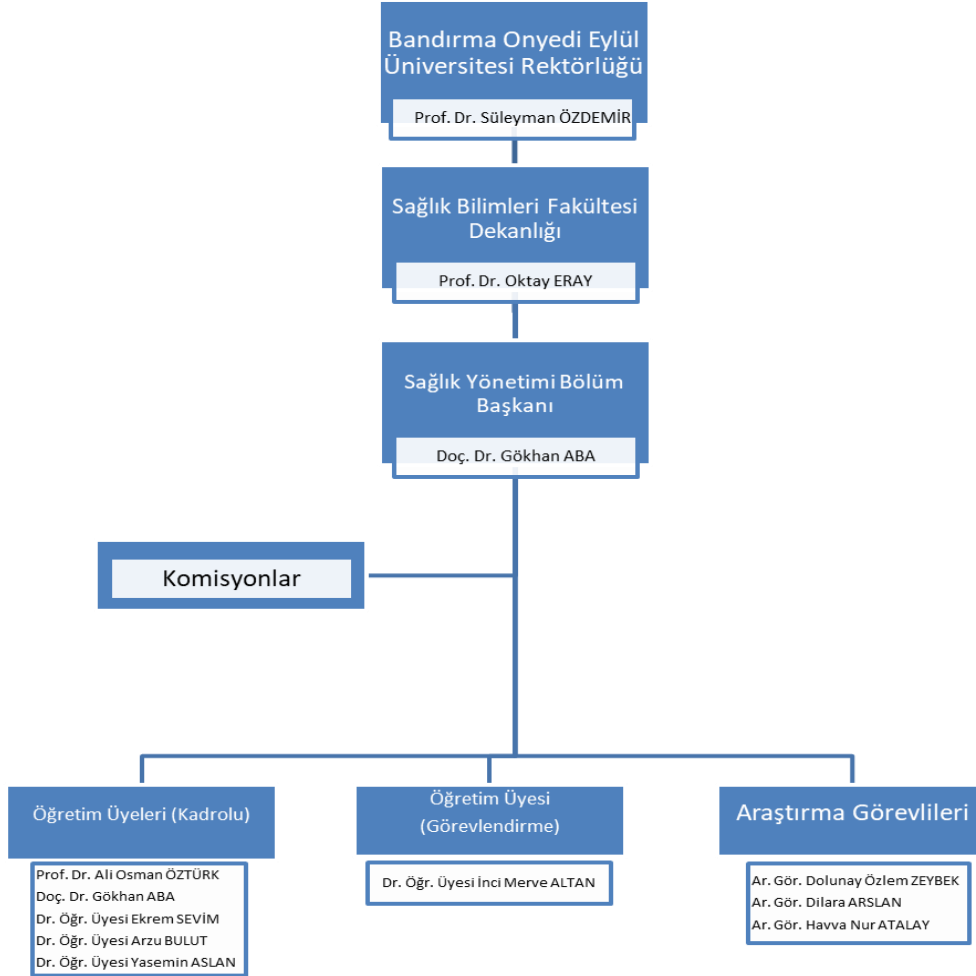 Bandırma Onyedi Eylül
Üniversitesi Rektörlüğü
Prof. Dr. Süleyman ÖZDEMİR
Sağlık Bilimleri Fakültesi
Dekanlığı
Prof. Dr. Oktay ERAY
Sağlık Yönetimi Bölüm
Başkanı
Doç. Dr. Gökhan ABA
Komisyonlar
Öğretim Üyeleri (Kadrolu)
Prof. Dr. Ali Osman ÖZTÜRK
Doç. Dr. Gökhan ABA
Dr. Öğr. Üyesi Ekrem SEVİM
Dr. Öğr. Üyesi Arzu BULUT
Dr. Öğr. Üyesi Yasemin ASLAN
Öğretim Üyesi
(Görevlendirme)
Dr. Öğr. Üyesi İnci Merve ALTAN
Araştırma Görevlileri
Ar. Gör. Dolunay Özlem ZEYBEK
Ar. Gör. Dilara ARSLAN
Ar. Gör. Havva Nur ATALAY